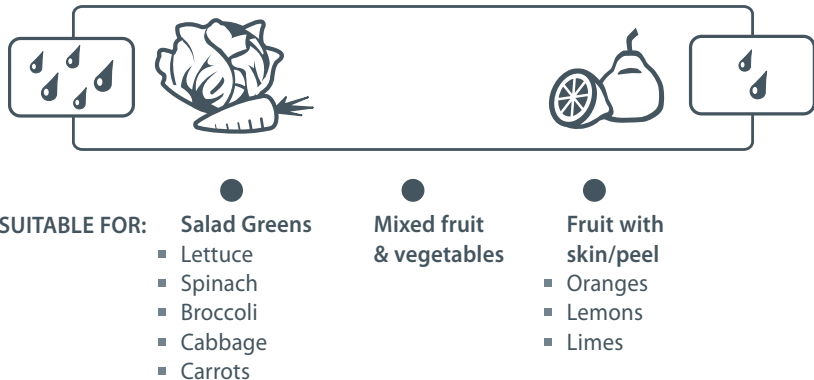 SUITABLE FOR:
Salad Greens
▪ Lettuce
▪ Spinach
▪ Broccoli
▪ Cabbage
▪ Carrots
Mixed fruit
& vegetables
Fruit with
skin/peel
▪ Oranges
▪ Lemons
▪ Limes